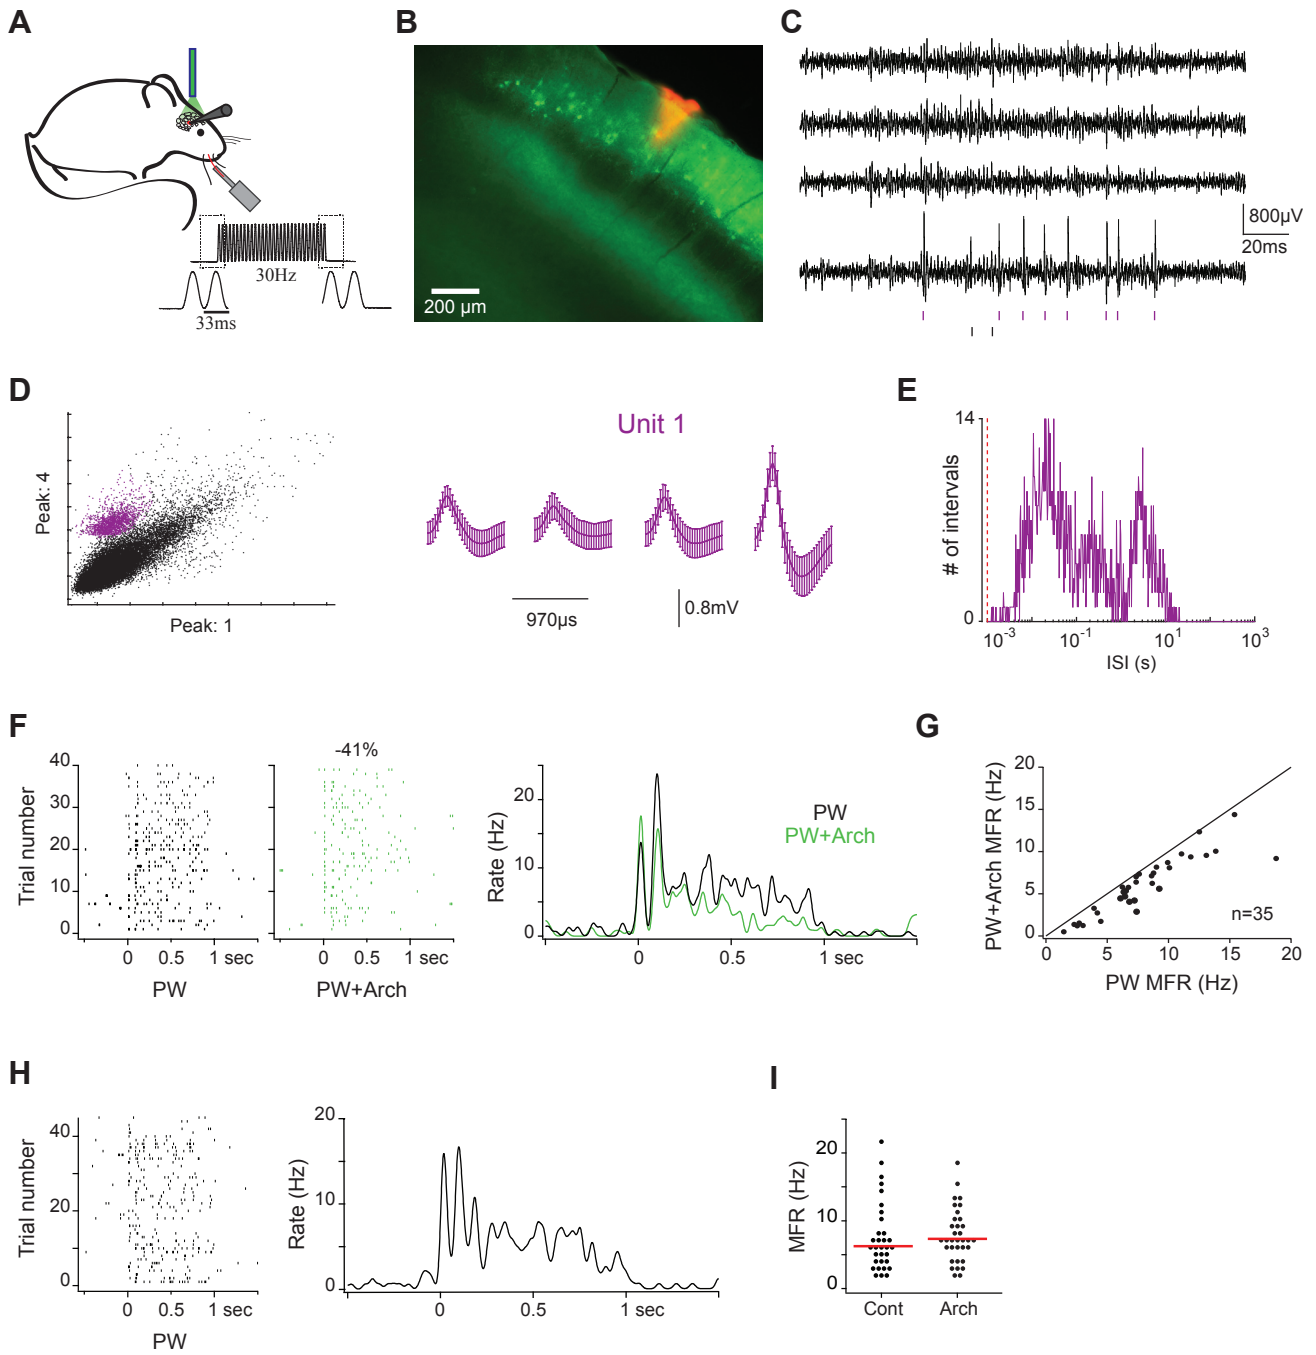 A
B
C
30Hz
33ms
200 µm
800µV
20ms
D
E
Peak: 4
Peak: 1
Unit 1
970µs
0.8mV
14
# of intervals
0
10-3 10-1 101 103
ISI (s)
F
G
-41%
40
30
20
10
0
Trial number
0 0.5 1 sec
PW
0 0.5 1 sec
PW+Arch
20
10
0
Rate (Hz)
PW
PW+Arch
0 0.5 1 sec
20
15
10
5
0
PW+Arch MFR (Hz)
n=35
0 5 10 15 20
PW MFR (Hz)
H
I
40
20
0
Trial number
0 0.5 1 sec
PW
20
10
0
Rate (Hz)
0 0.5 1 sec
20
10
0
MFR (Hz)
Cont Arch